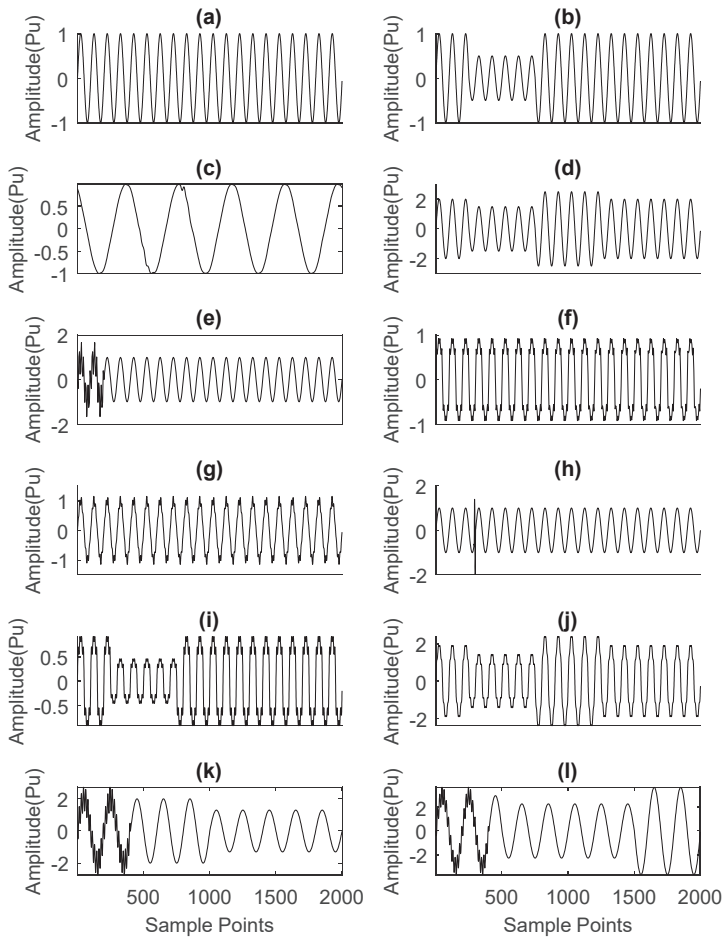 (a)
Amplitude(Pu)
1
0
-1
(b)
Amplitude(Pu)
1
0
-1
(c)
Amplitude(Pu)
0.5
0
-0.5
-1
(d)
Amplitude(Pu)
2
0
-2
(e)
Amplitude(Pu)
2
0
-2
(f)
Amplitude(Pu)
1
0
-1
(g)
Amplitude(Pu)
1
0
-1
(h)
Amplitude(Pu)
2
0
-2
(i)
Amplitude(Pu)
0.5
0
-0.5
(j)
Amplitude(Pu)
2
0
-2
(k)
Amplitude(Pu)
2
0
-2
500 1000 1500 2000
Sample Points
(l)
Amplitude(Pu)
2
0
-2
500 1000 1500 2000
Sample Points